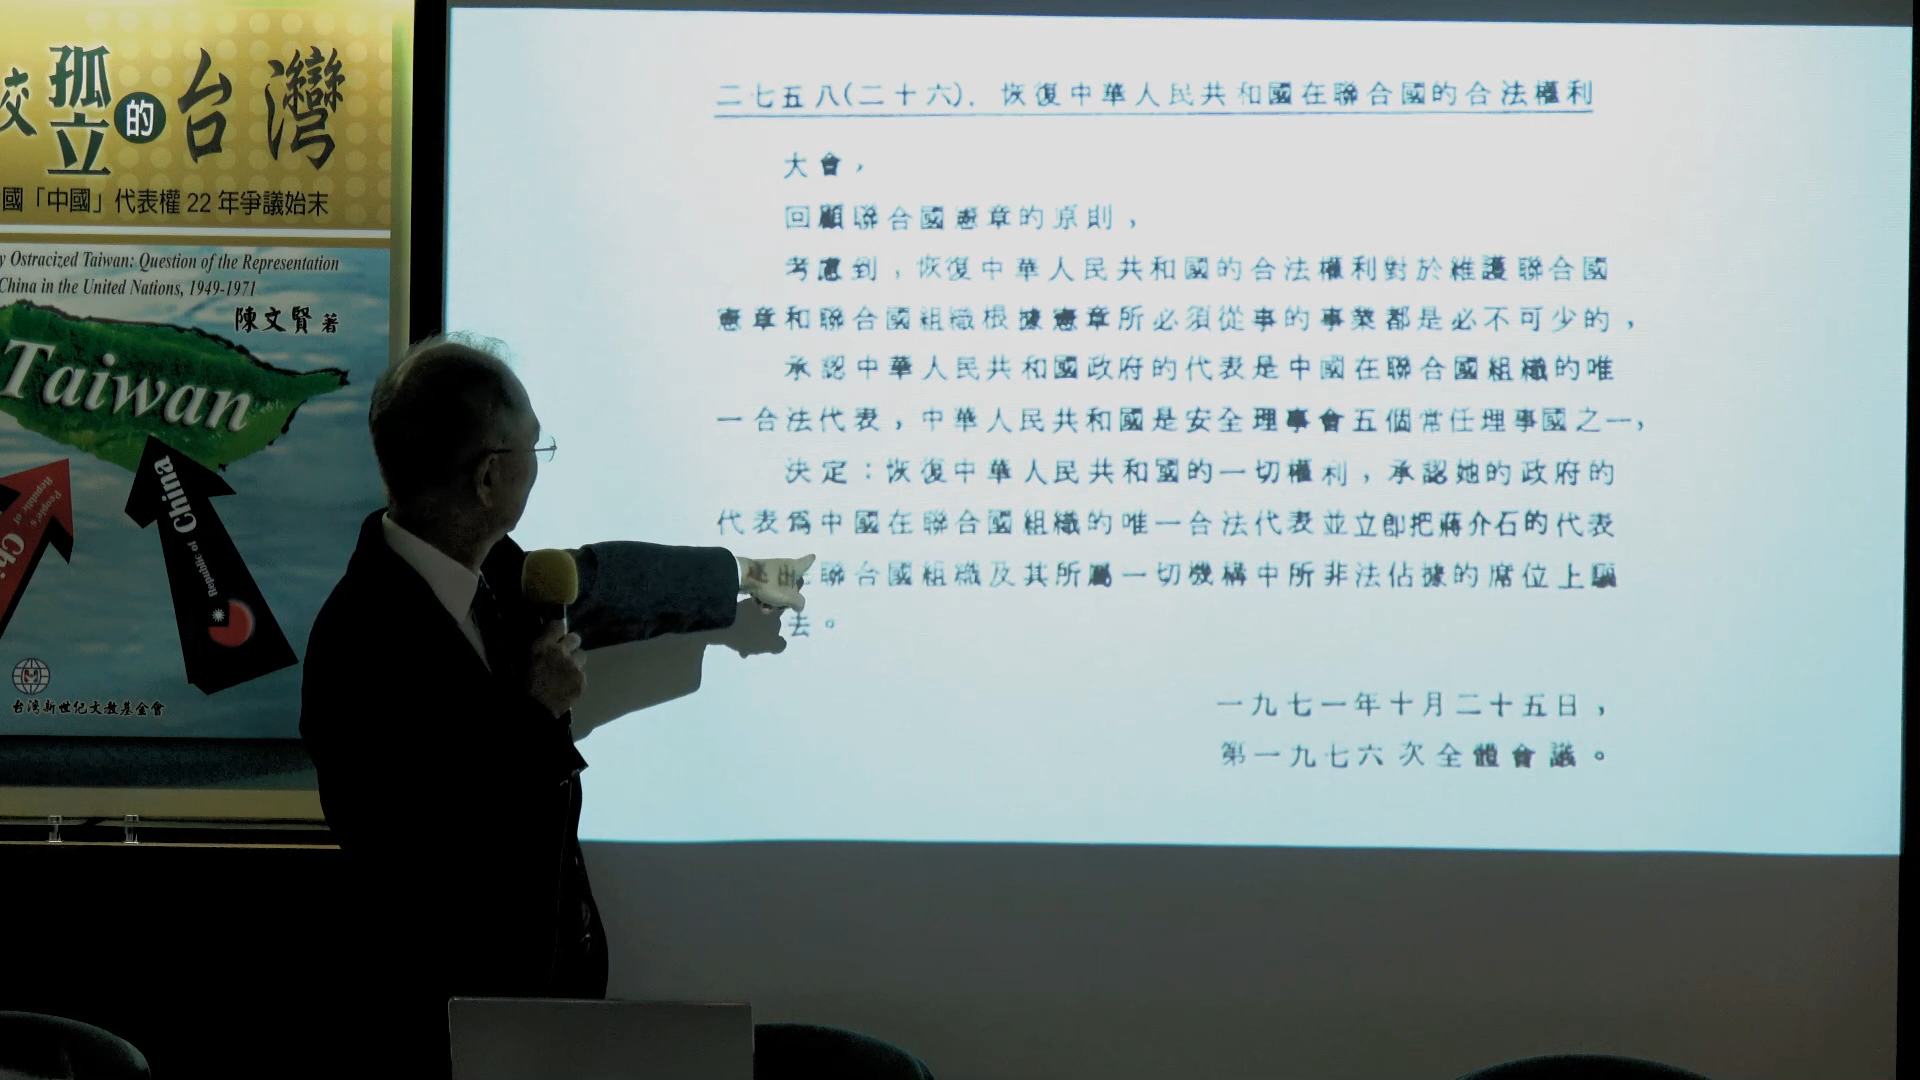 孤立的台灣
國「中國」代表權 22 年爭議始末
Ostracized Taiwan: Question of the Representation
China in the United Nations, 1949-1971
陳文賢 著
Taiwan
People's Republic of
Republic of China
台灣新世紀文教基金會
二七五八(二十六). 恢復中華人民共和國在聯合國的合法權利
大會，
回顧聯合國憲章的原則，
考慮到，恢復中華人民共和國的合法權利對於維護聯合國
憲章和聯合國組織根據憲章所必須從事的事業都是必不可少的，
承認中華人民共和國政府的代表是中國在聯合國組織的唯
一合法代表，中華人民共和國是安全理事會五個常任理事國之一，
決定：恢復中華人民共和國的一切權利，承認她的政府的
代表為中國在聯合國組織的唯一合法代表並立即把蔣介石的代表
聯合國組織及其所屬一切機構中所非法佔據的席位上驅
逐出去。
一九七一年十月二十五日，
第一九七六次全體會議。